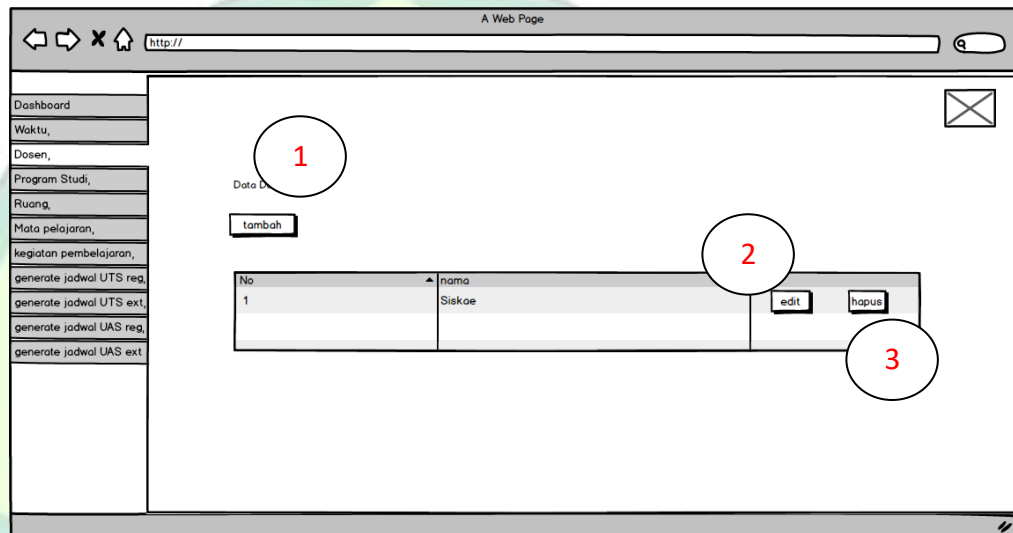 A Web Page
http://
Dashboard
Waktu,
Dosen,
Program Studi,
Ruang,
Mata pelajaran,
kegiatan pembelajaran,
generate jadwal UTS reg,
generate jadwal UTS ext,
generate jadwal UAS reg,
generate jadwal UAS ext
1
Data
tambah
2
No nama
1 Siskae edit hapus
3